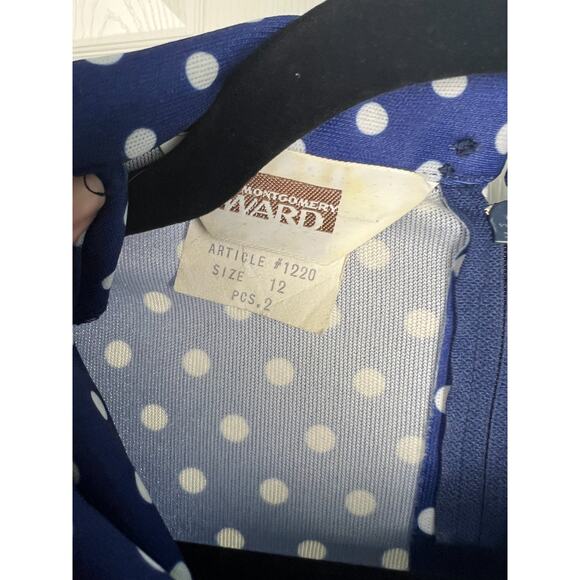 MONTGOMERY
WARD
ARTICLE #1220
SIZE 12
PCS.2